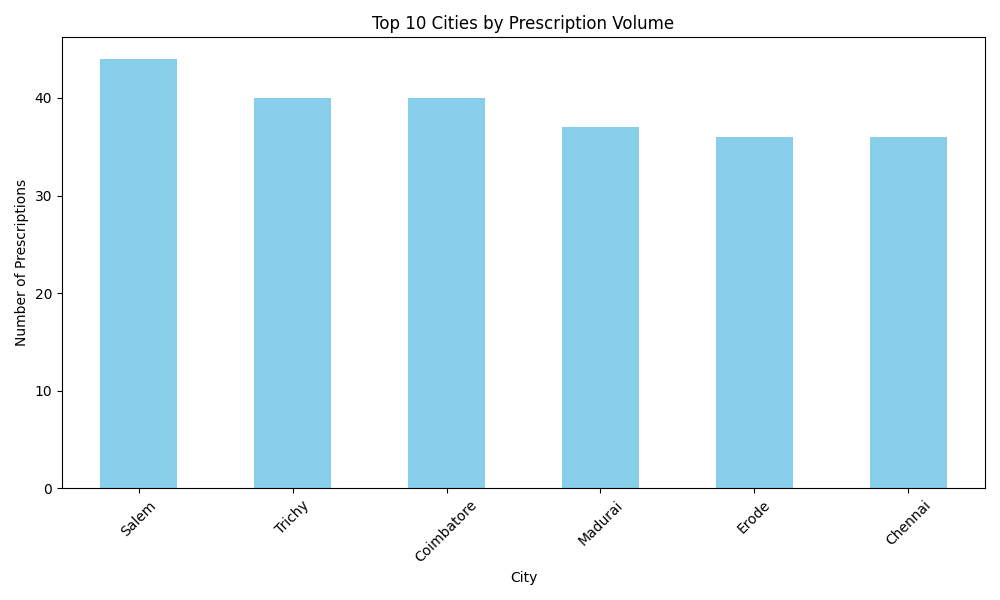 Top 10 Cities by Prescription Volume
Number of Prescriptions
40
30
20
10
0
Salem
Trichy
Coimbatore
Madurai
Erode
Chennai
City